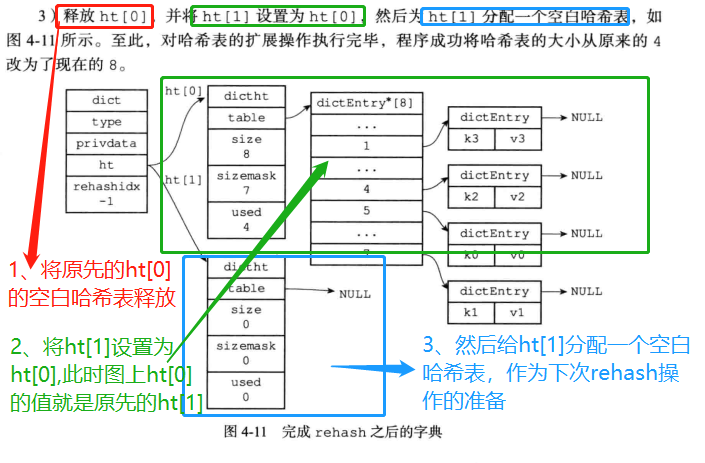 3）释放 ht[0]，并将 ht[1] 设置为 ht[0]，然后为 ht[1] 分配一个空白哈希表，如
图 4-11 所示。至此，对哈希表的扩展操作执行完毕，程序成功将哈希表的大小从原来的 4
改为了现在的 8。
dict
type
privdata
ht
rehashidx
-1
ht[0]
ht[1]
dictht
table
size
8
sizemask
7
used
4
dictEntry*[8]
...
1
...
4
5
...
7
dictEntry
k3 v3
NULL
dictEntry
k2 v2
NULL
dictEntry
k0 v0
NULL
dictEntry
k1 v1
NULL
dictht
table
size
0
sizemask
0
used
0
NULL
1、将原先的ht[0]
的空白哈希表释放
2、将ht[1]设置为
ht[0],此时图上ht[0]
的值就是原先的ht[1]
3、然后给ht[1]分配一个空白
哈希表，作为下次rehash操
作的准备
图 4-11 完成 rehash 之后的字典